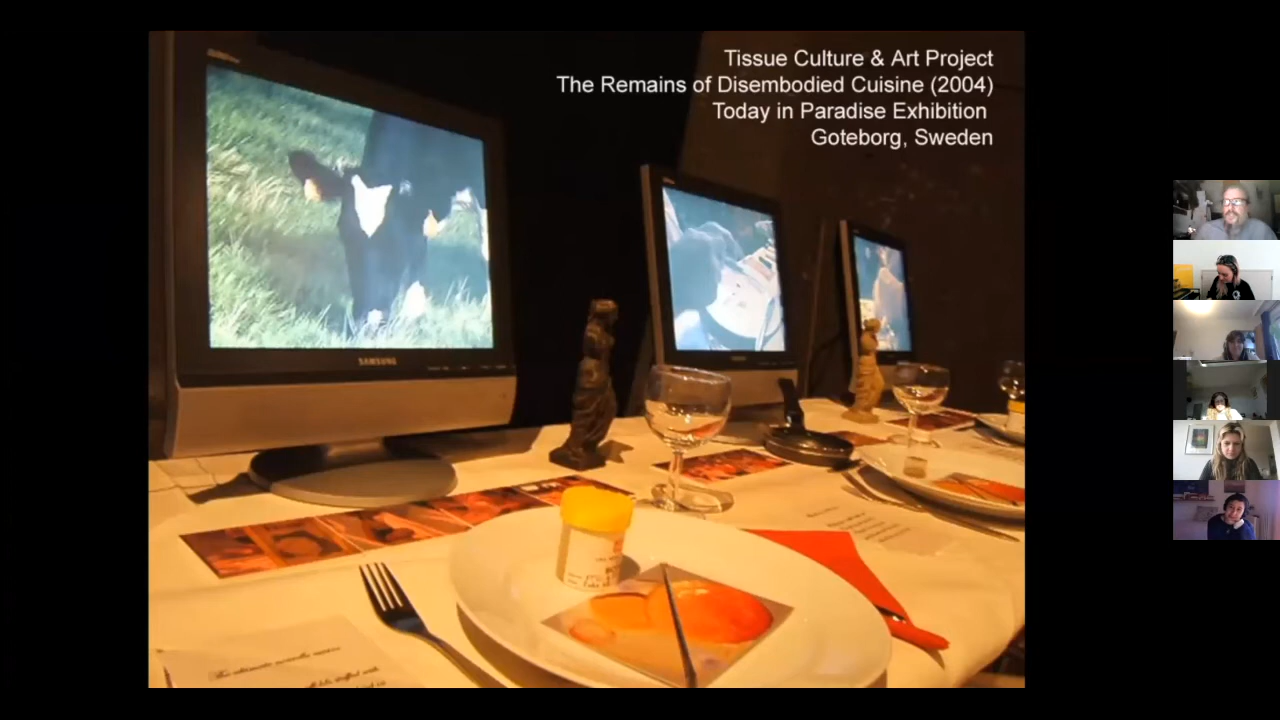 Tissue Culture & Art Project
The Remains of Disembodied Cuisine (2004)
Today in Paradise Exhibition
Goteborg, Sweden
SAMSUNG